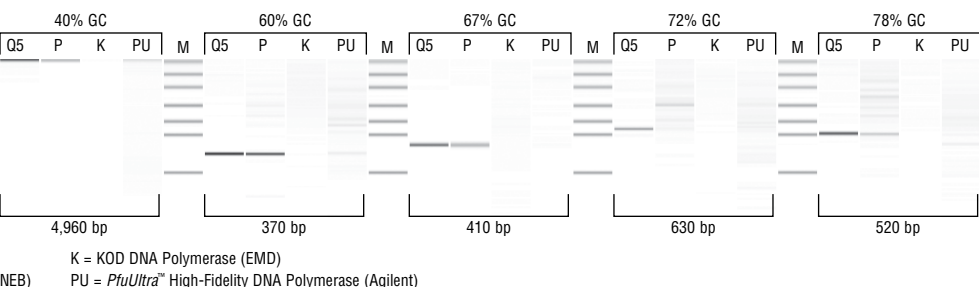 40% GC 60% GC 67% GC 72% GC 78% GC
Q5 P K PU M Q5 P K PU M Q5 P K PU M Q5 P K PU M Q5 P K PU
4,960 bp 370 bp 410 bp 630 bp 520 bp
K = KOD DNA Polymerase (EMD)
NEB) PU = PfuUltra™ High-Fidelity DNA Polymerase (Agilent)